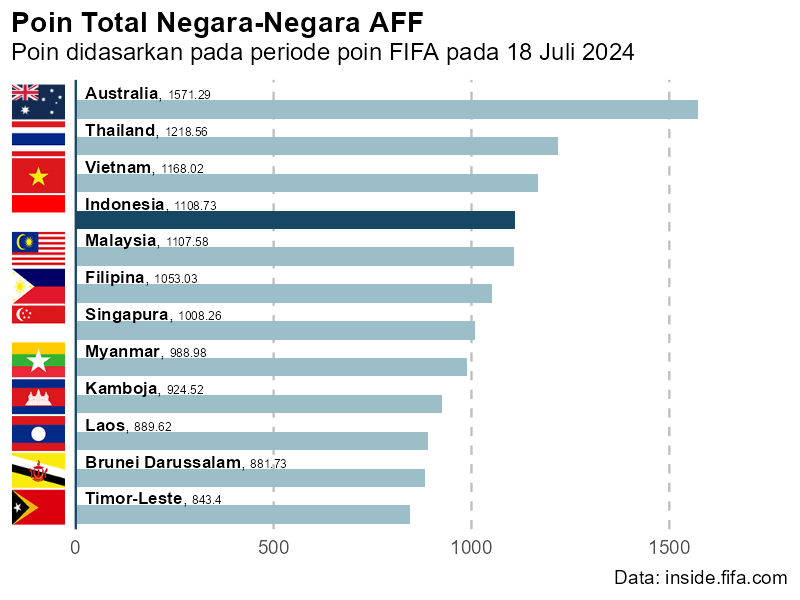 Poin Total Negara-Negara AFF
Poin didasarkan pada periode poin FIFA pada 18 Juli 2024
Australia, 1571.29
Thailand, 1218.56
Vietnam, 1168.02
Indonesia, 1108.73
Malaysia, 1107.58
Filipina, 1053.03
Singapura, 1008.26
Myanmar, 988.98
Kamboja, 924.52
Laos, 889.62
Brunei Darussalam, 881.73
Timor-Leste, 843.4
0 500 1000 1500
Data: inside.fifa.com